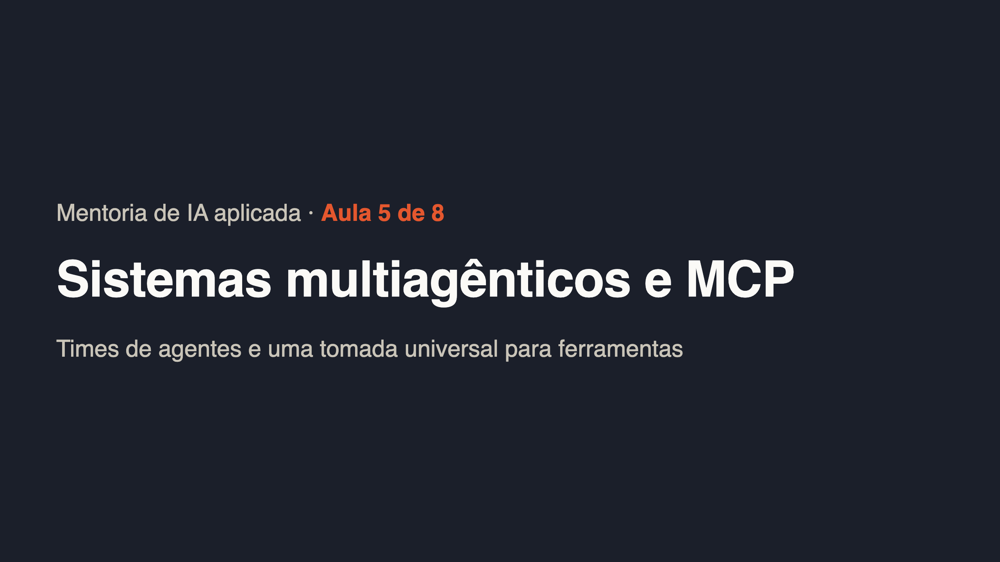 Mentoria de IA aplicada · Aula 5 de 8
Sistemas multiagênticos e MCP
Times de agentes e uma tomada universal para ferramentas